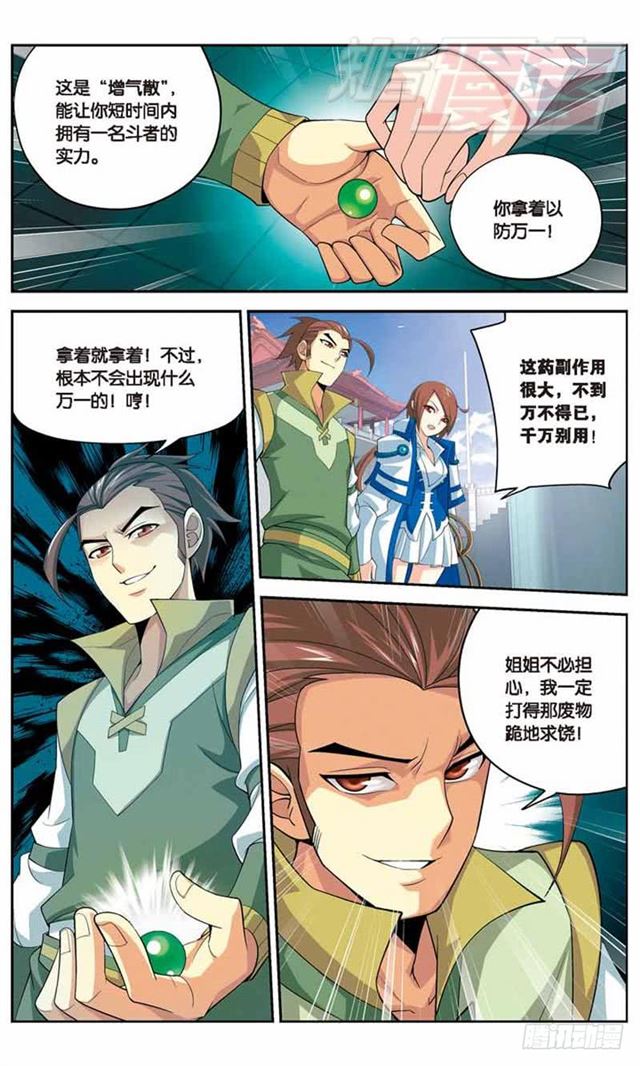 知音漫客
这是“增气散”，
能让你短时间内
拥有一名斗者的
实力。
你拿着以
防万一！
拿着就拿着！不过，
根本不会出现什么
万一的！哼！
这药副作用
很大，不到
万不得已，
千万别用！
姐姐不必担
心，我一定
打得那废物
跪地求饶！
腾讯动漫